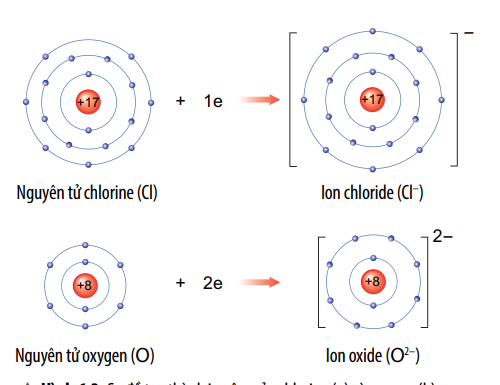 +17 + 1e +17 –
Nguyên tử chlorine (Cl) Ion chloride (Cl⁻)
+8 + 2e +8 2–
Nguyên tử oxygen (O) Ion oxide (O²⁻)